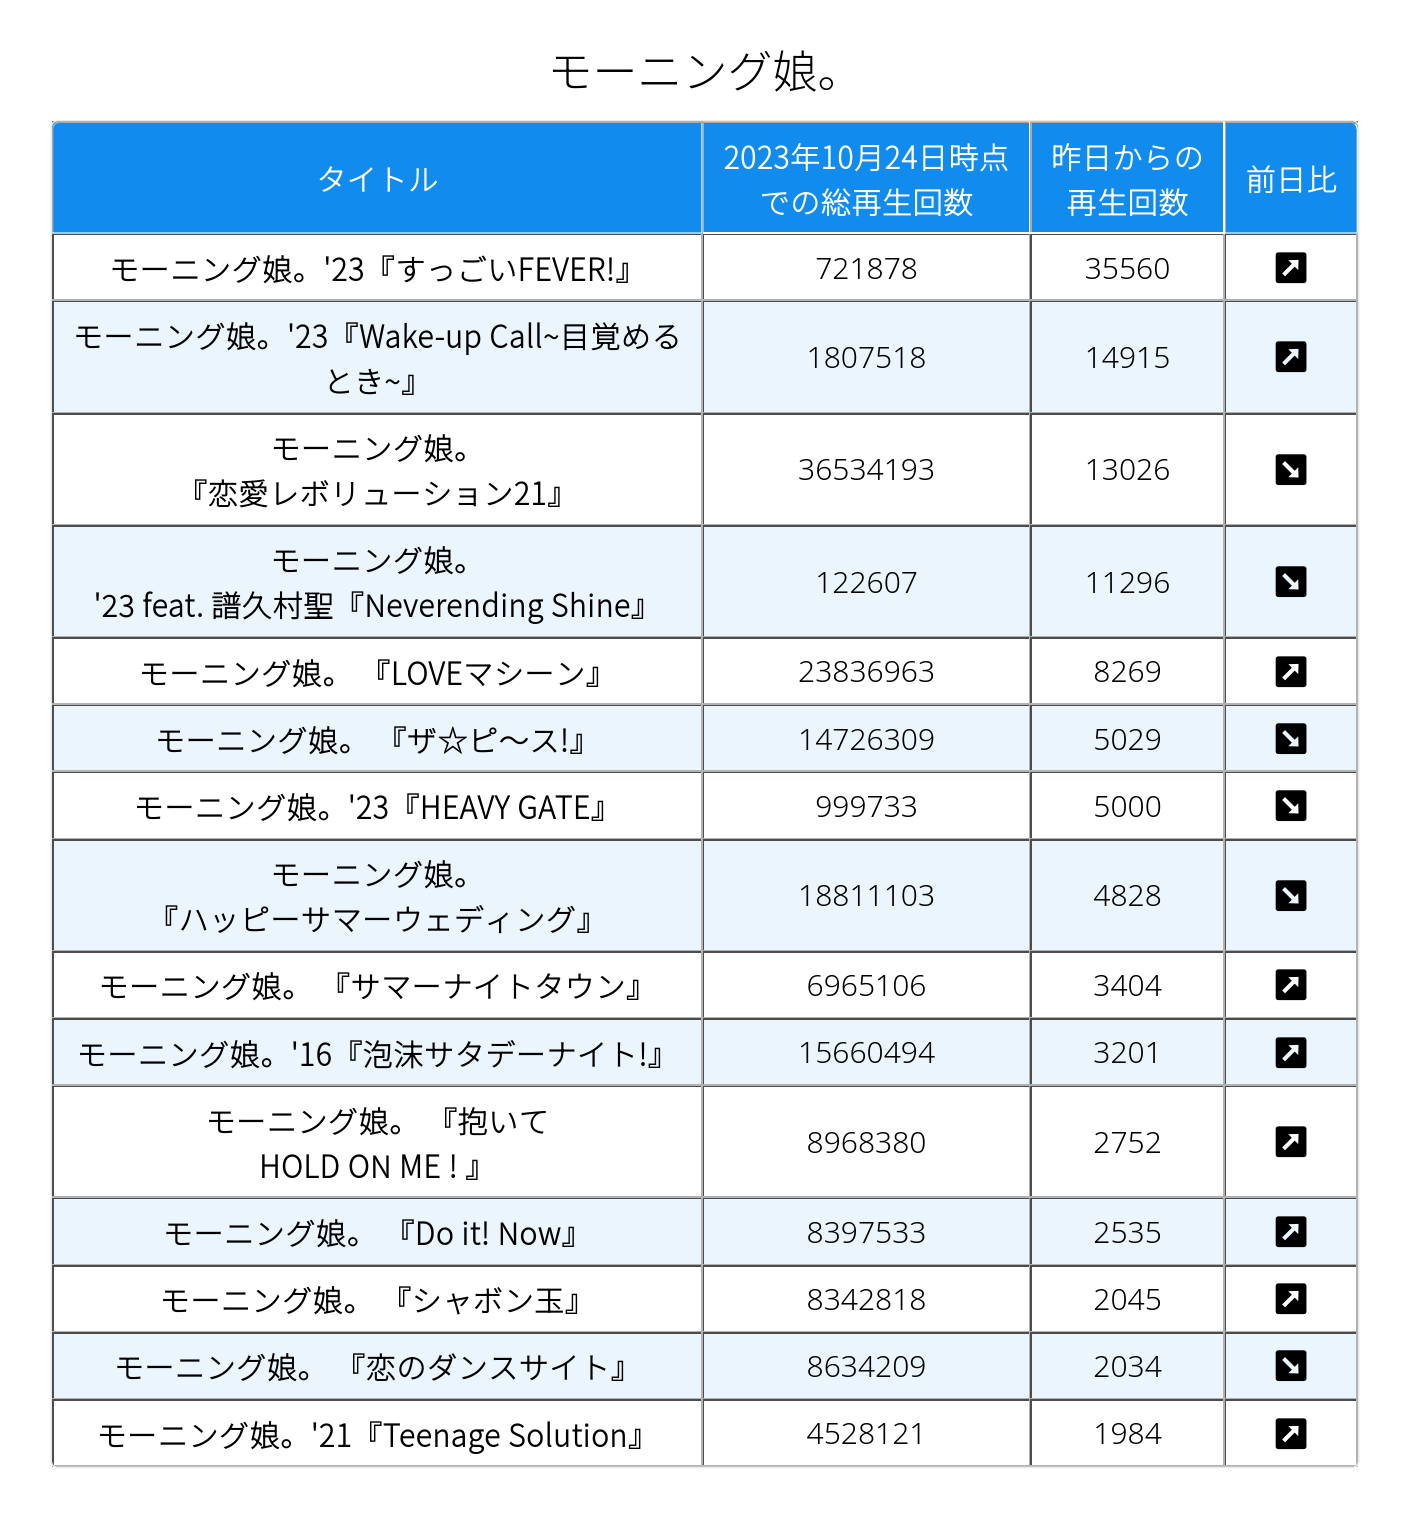 モーニング娘。
タイトル
2023年10月24日時点
での総再生回数
昨日からの
再生回数
前日比
モーニング娘。'23『すっごいFEVER!』 721878 35560
モーニング娘。'23『Wake-up Call~目覚める
とき~』 1807518 14915
モーニング娘。
『恋愛レボリューション21』 36534193 13026
モーニング娘。
'23 feat. 譜久村聖『Neverending Shine』 122607 11296
モーニング娘。 『LOVEマシーン』 23836963 8269
モーニング娘。 『ザ☆ピ〜ス!』 14726309 5029
モーニング娘。'23『HEAVY GATE』 999733 5000
モーニング娘。
『ハッピーサマーウェディング』 18811103 4828
モーニング娘。 『サマーナイトタウン』 6965106 3404
モーニング娘。'16『泡沫サタデーナイト!』 15660494 3201
モーニング娘。 『抱いて
HOLD ON ME ! 』 8968380 2752
モーニング娘。 『Do it! Now』 8397533 2535
モーニング娘。 『シャボン玉』 8342818 2045
モーニング娘。 『恋のダンスサイト』 8634209 2034
モーニング娘。'21『Teenage Solution』 4528121 1984